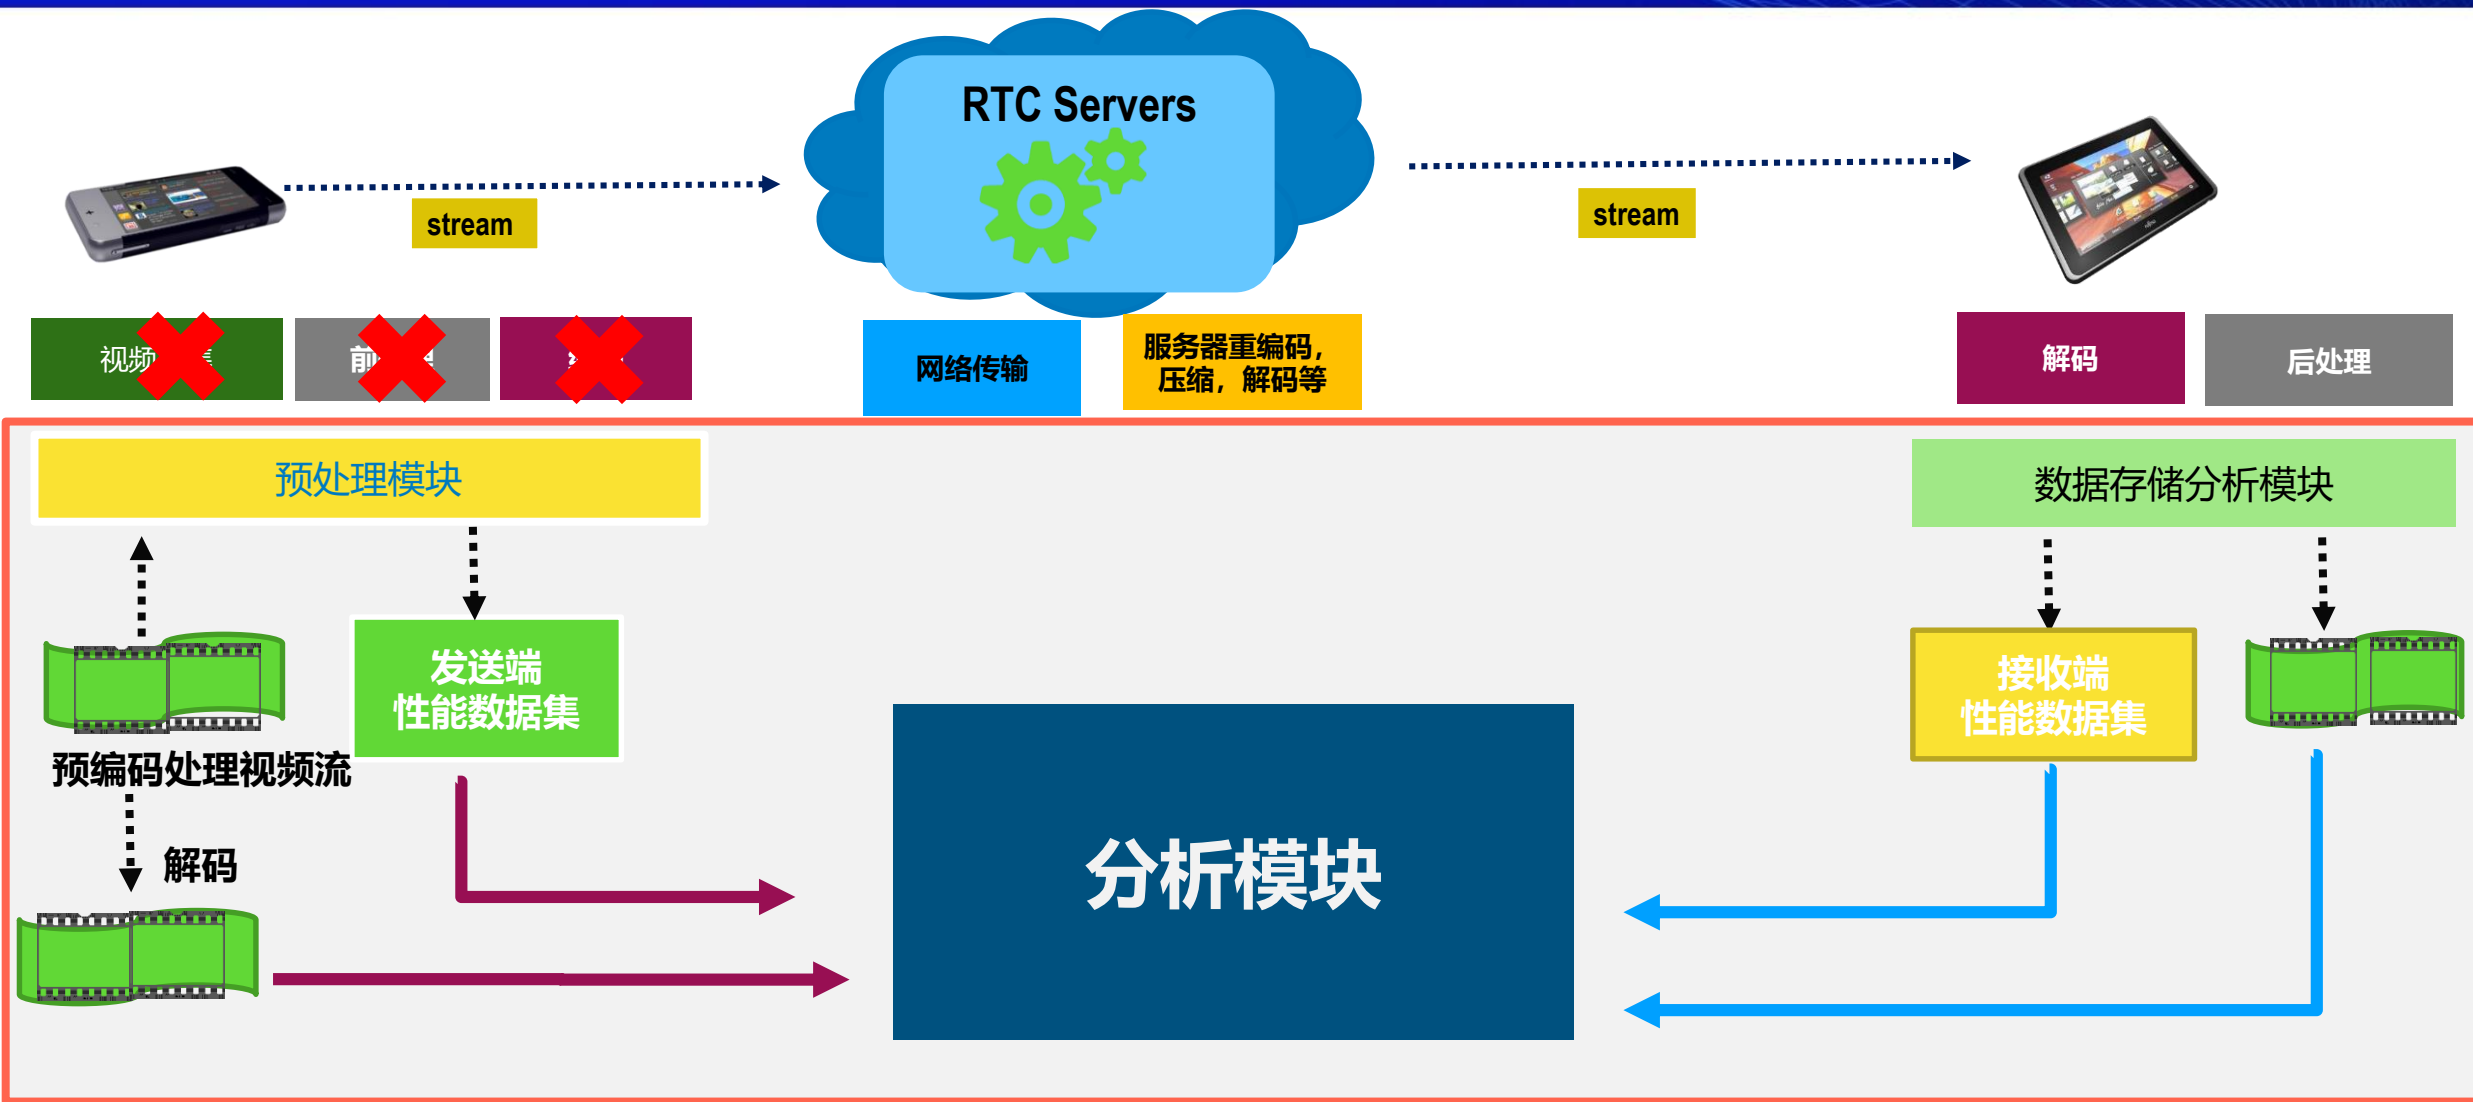 RTC Servers
stream
stream
视频
前
网络传输
服务器重编码，
压缩，解码等
解码
后处理
预处理模块
数据存储分析模块
发送端
性能数据集
接收端
性能数据集
预编码处理视频流
解码
分析模块